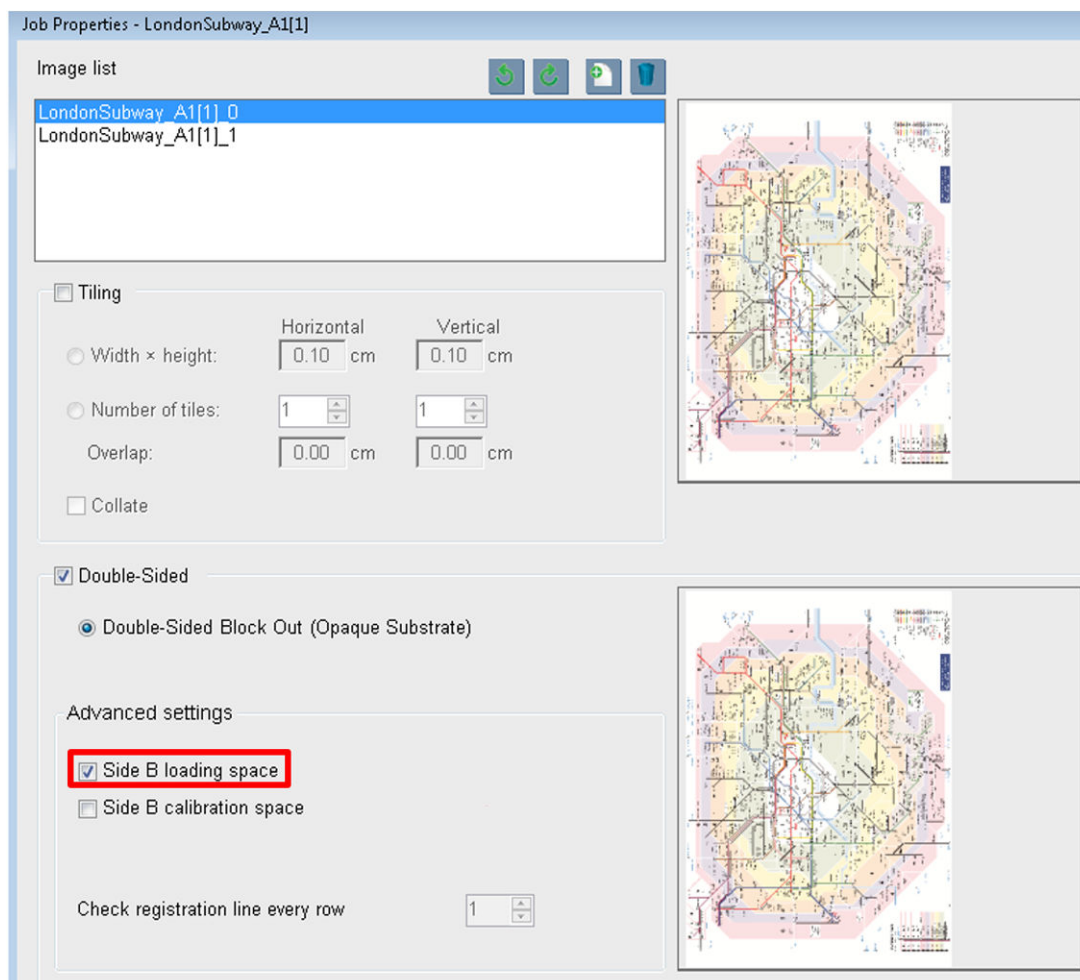 Job Properties - LondonSubway_A1[1]
Image list
LondonSubway_A1[1]_0
LondonSubway_A1[1]_1
Tiling
Horizontal Vertical
Width × height: 0.10 cm 0.10 cm
Number of tiles: 1 1
Overlap: 0.00 cm 0.00 cm
Collate
Double-Sided
Double-Sided Block Out (Opaque Substrate)
Advanced settings
Side B loading space
Side B calibration space
Check registration line every row 1